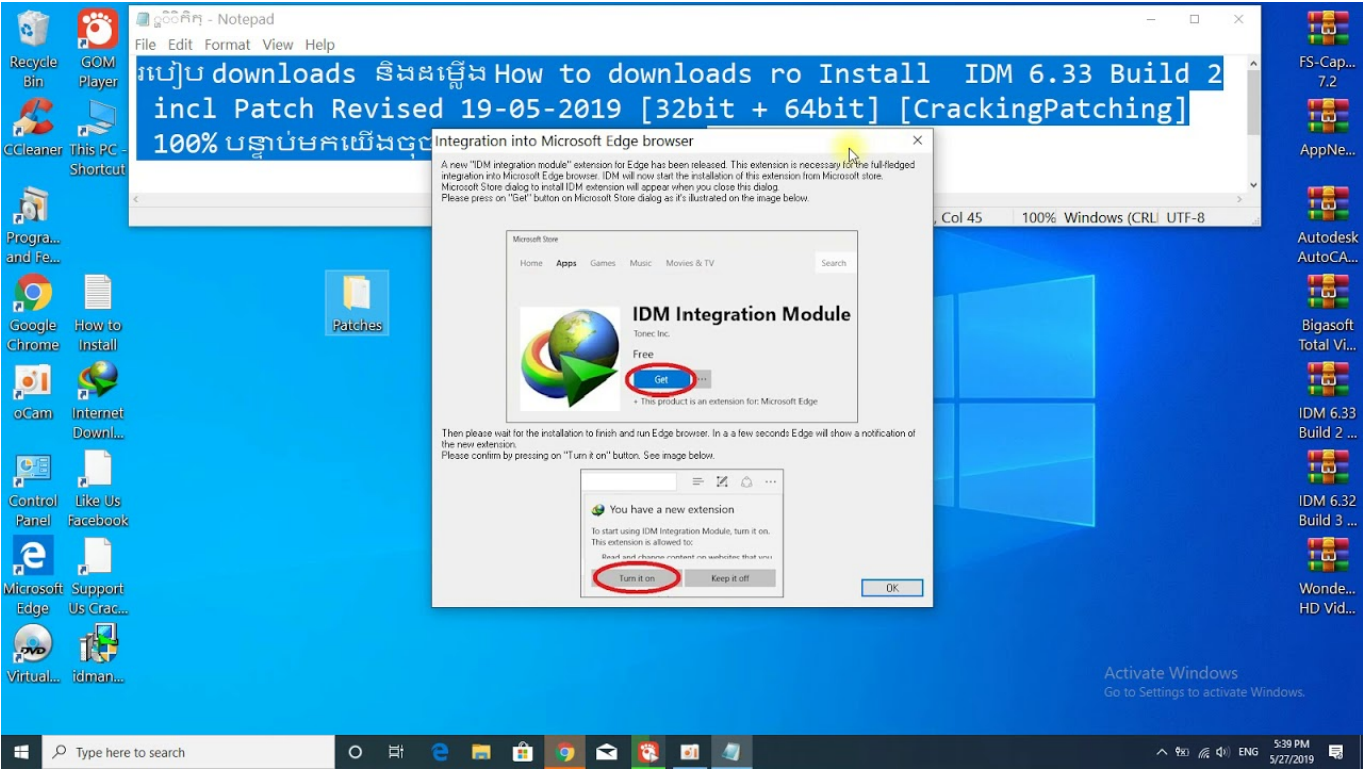 Recycle Bin
GOM Player
CCleaner
This PC - Shortcut
Progra... and Fe...
Google Chrome
How to Install
oCam
Internet Downl...
Control Panel
Like Us Facebook
Microsoft Edge
Support Us Crac...
Virtual...
idman...
- Notepad
File Edit Format View Help
របៀប downloads និងដម្លើង How to downloads ro Install IDM 6.33 Build 2
incl Patch Revised 19-05-2019 [32bit + 64bit] [CrackingPatching]
100% បន្ទាប់មកយើងចុច
, Col 45 100% Windows (CRL UTF-8
Patches
Integration into Microsoft Edge browser
A new "IDM integration module" extension for Edge has been released. This extension is necessary for the full-fledged
integration into Microsoft Edge browser. IDM will now start the installation of this extension from Microsoft store.
Microsoft Store dialog to install IDM extension will appear when you close this dialog.
Please press on "Get" button on Microsoft Store dialog as it's illustrated on the image below.
Microsoft Store
Home Apps Games Music Movies & TV Search
IDM Integration Module
Tonec Inc.
Free
Get ...
+ This product is an extension for: Microsoft Edge
Then please wait for the installation to finish and run Edge browser. In a a few seconds Edge will show a notification of
the new extension.
Please confirm by pressing on "Turn it on" button. See image below.
You have a new extension
To start using IDM Integration Module, turn it on.
This extension is allowed to:
Read and change content on websites that you
Turn it on Keep it off
OK
FS-Cap... 7.2
AppNe...
Autodesk AutoCA...
Bigasoft Total Vi...
IDM 6.33 Build 2 ...
IDM 6.32 Build 3 ...
Wonde... HD Vid...
Activate Windows
Go to Settings to activate Windows.
Type here to search
ENG
5:39 PM
5/27/2019